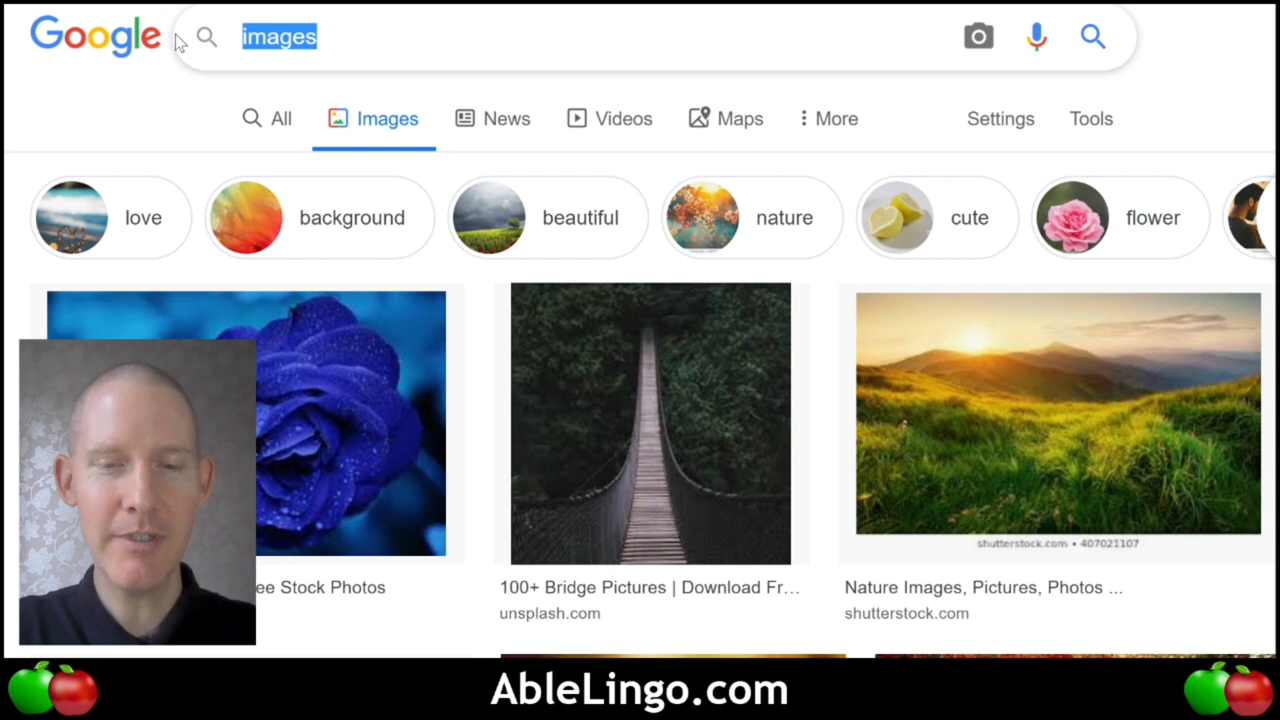 Google
images
All Images News Videos Maps More Settings Tools
love background beautiful nature cute flower
shutterstock.com • 407021107
ee Stock Photos 100+ Bridge Pictures | Download Fr... Nature Images, Pictures, Photos ...
unsplash.com shutterstock.com
AbleLingo.com